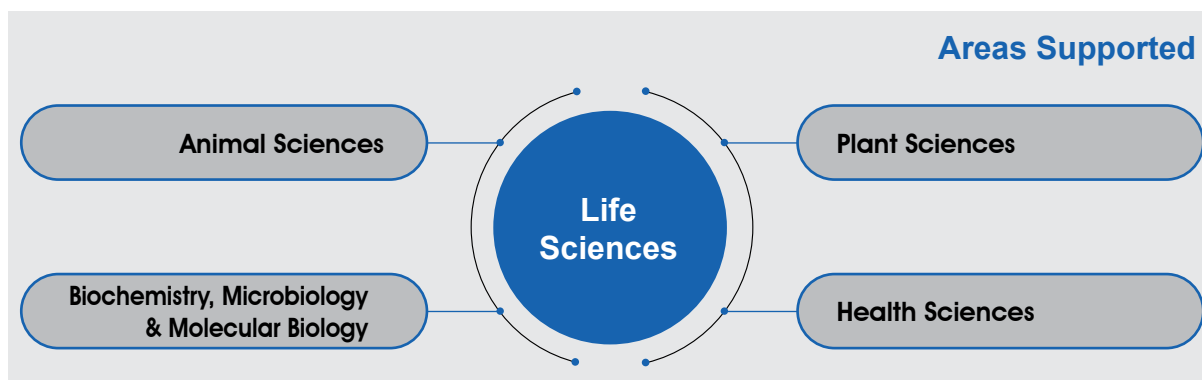 Areas Supported
Animal Sciences
Plant Sciences
Life
Sciences
Biochemistry, Microbiology
& Molecular Biology
Health Sciences